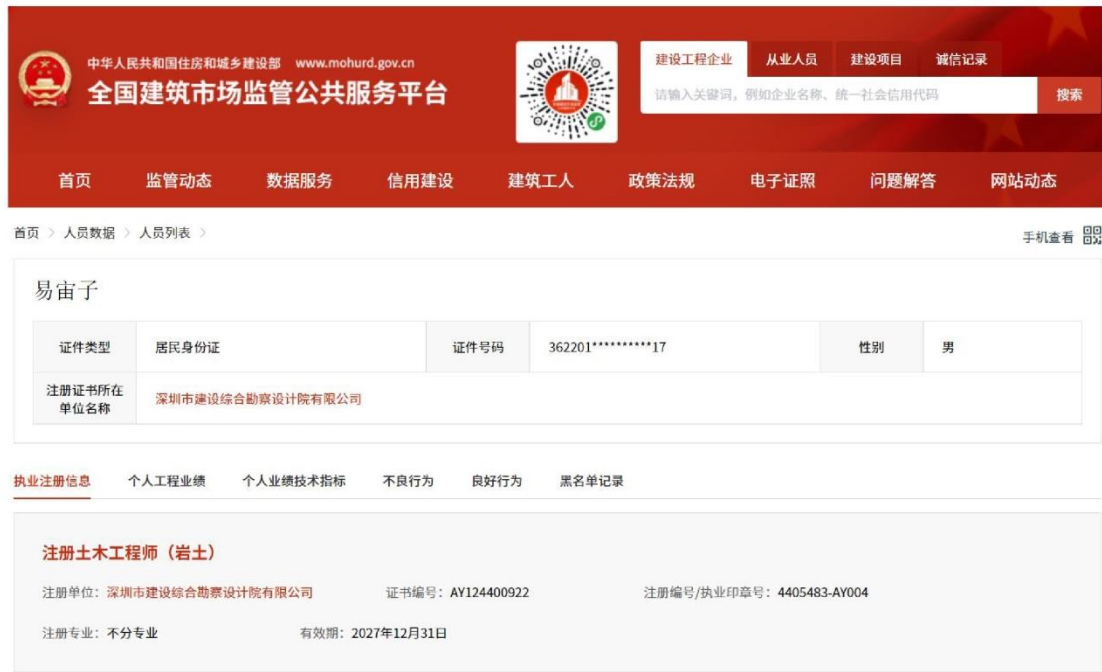 中华人民共和国住房和城乡建设部 www.mohurd.gov.cn
全国建筑市场监管公共服务平台
建设工程企业 从业人员 建设项目 诚信记录
请输入关键词，例如企业名称、统一社会信用代码 搜索
首页 监管动态 数据服务 信用建设 建筑工人 政策法规 电子证照 问题解答 网站动态
首页 > 人员数据 > 人员列表 >
手机查看
易宙子
证件类型 居民身份证 证件号码 362201**********17 性别 男
注册证书所在
单位名称
深圳市建设综合勘察设计院有限公司
执业注册信息 个人工程业绩 个人业绩技术指标 不良行为 良好行为 黑名单记录
注册土木工程师（岩土）
注册单位：深圳市建设综合勘察设计院有限公司 证书编号：AY124400922 注册编号/执业印章号：4405483-AY004
注册专业：不分专业 有效期：2027年12月31日